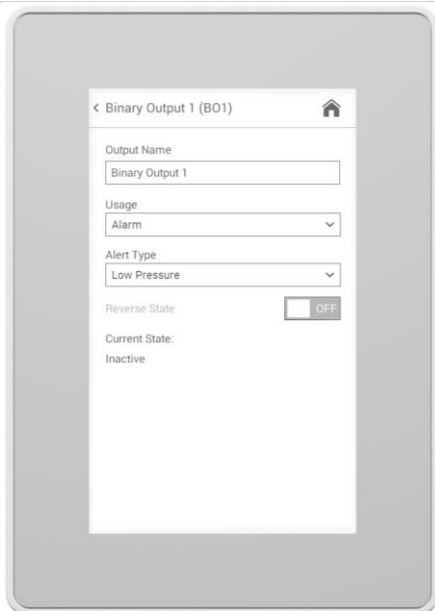 Binary Output 1 (BO1)
Output Name
Binary Output 1
Usage
Alarm
Alert Type
Low Pressure
Reverse State
OFF
Current State:
Inactive